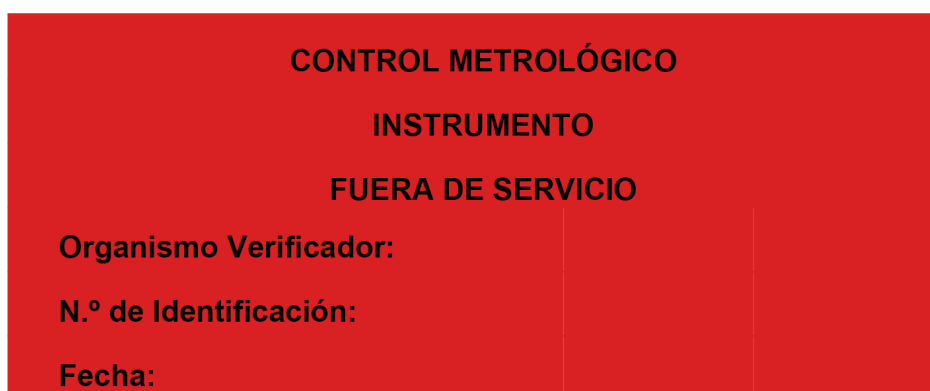 CONTROL METROLÓGICO
INSTRUMENTO
FUERA DE SERVICIO
Organismo Verificador:
N.º de Identificación:
Fecha: